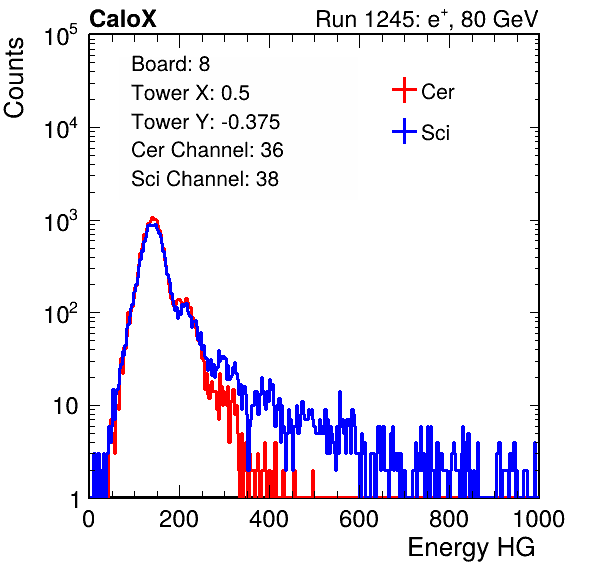 CaloX Run 1245: e⁺, 80 GeV
Counts
Board: 8
Tower X: 0.5
Tower Y: -0.375
Cer Channel: 36
Sci Channel: 38
Cer
Sci
10⁵
10⁴
10³
10²
10
1
0 200 400 600 800 1000
Energy HG